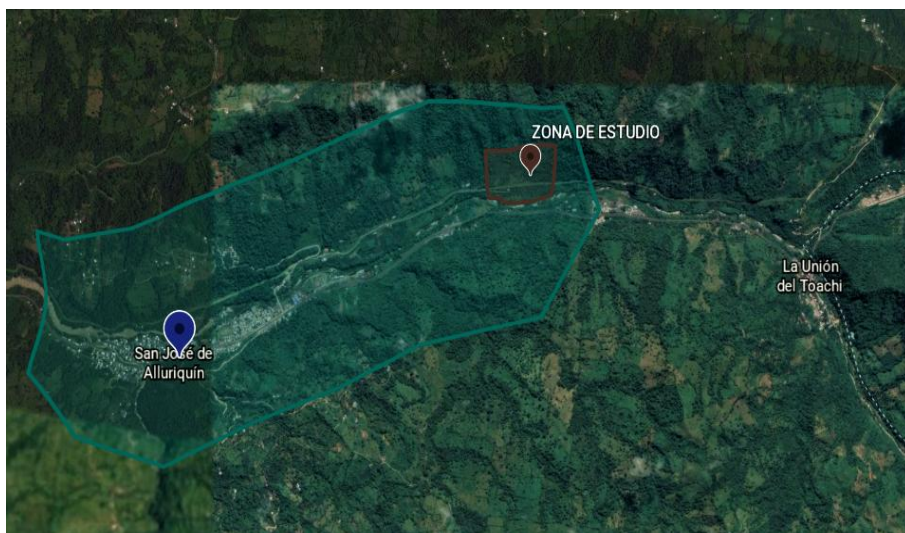 ZONA DE ESTUDIO
La Unión
del Toachi
San José de
Alluriquín